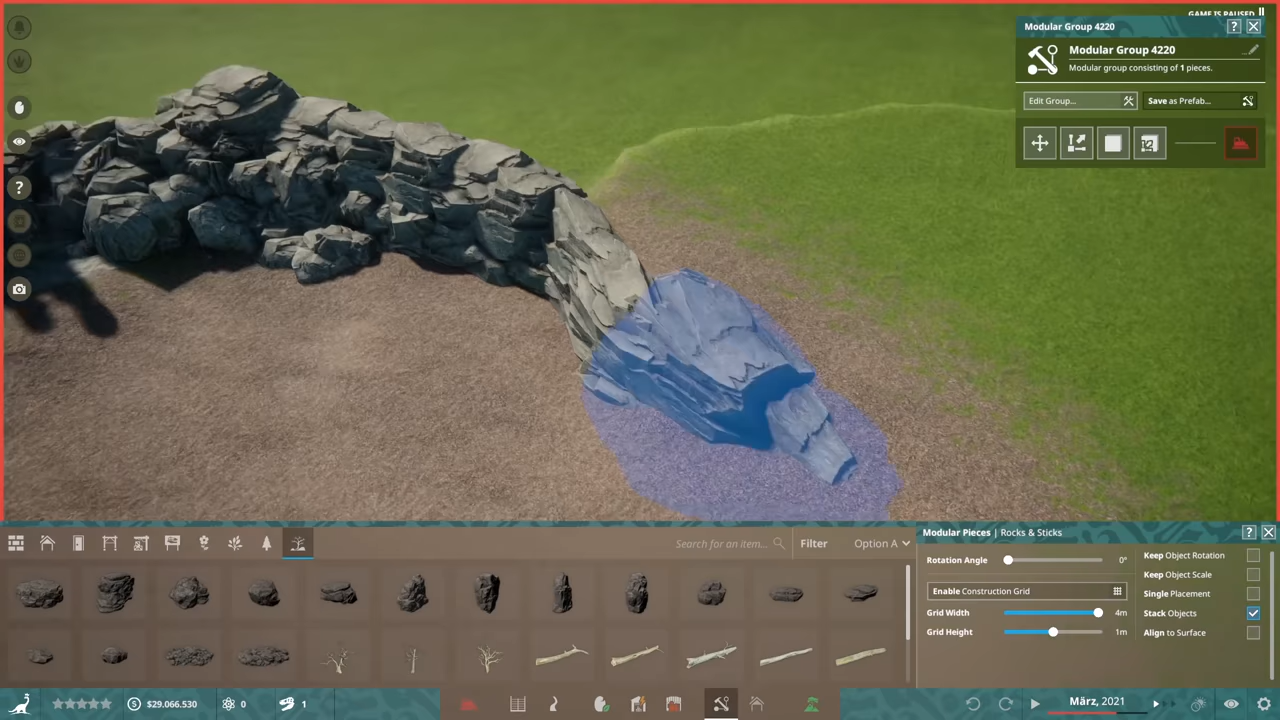 GAME IS PAUSED
Modular Group 4220
?
Modular Group 4220
Modular group consisting of 1 pieces.
Edit Group...
Save as Prefab...
12
?
Search for an item...
Filter
Option A
Modular Pieces | Rocks & Sticks
?
Rotation Angle
0°
Enable Construction Grid
Grid Width
4m
Grid Height
1m
Keep Object Rotation
Keep Object Scale
Single Placement
Stack Objects
Align to Surface
$29.066.530
0
1
März, 2021